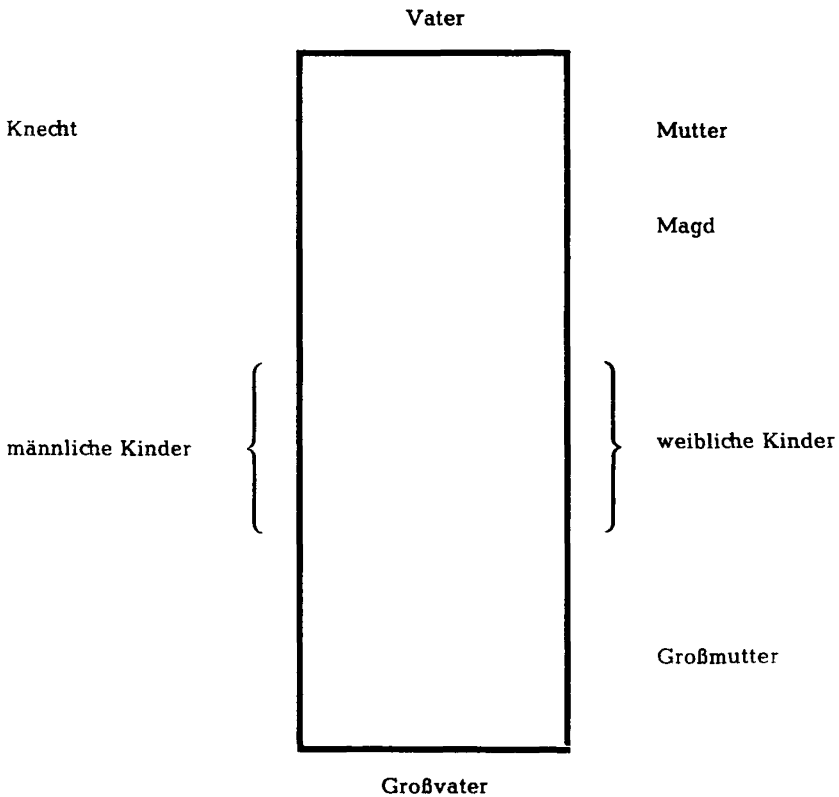 Vater
Knecht
Mutter
Magd
männliche Kinder
weibliche Kinder
Großmutter
Großvater